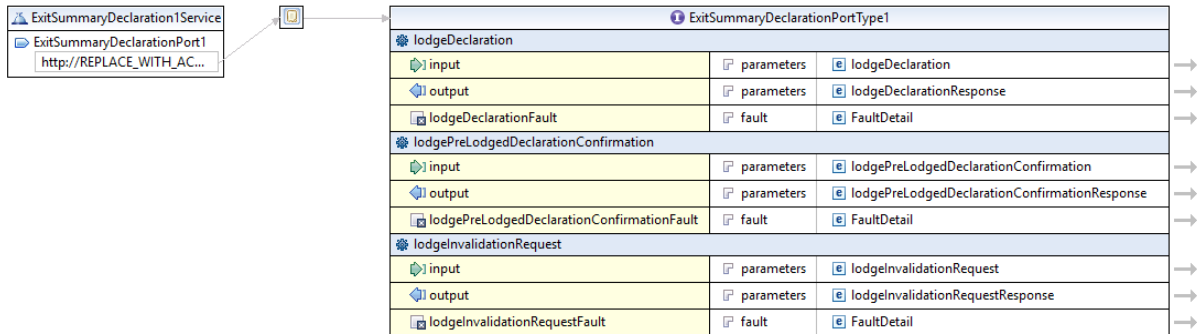 ExitSummaryDeclaration1Service
ExitSummaryDeclarationPort1
http://REPLACE_WITH_AC...
ExitSummaryDeclarationPortType1
lodgeDeclaration
input parameters lodgeDeclaration
output parameters lodgeDeclarationResponse
lodgeDeclarationFault fault FaultDetail
lodgePreLodgedDeclarationConfirmation
input parameters lodgePreLodgedDeclarationConfirmation
output parameters lodgePreLodgedDeclarationConfirmationResponse
lodgePreLodgedDeclarationConfirmationFault fault FaultDetail
lodgeInvalidationRequest
input parameters lodgeInvalidationRequest
output parameters lodgeInvalidationRequestResponse
lodgeInvalidationRequestFault fault FaultDetail